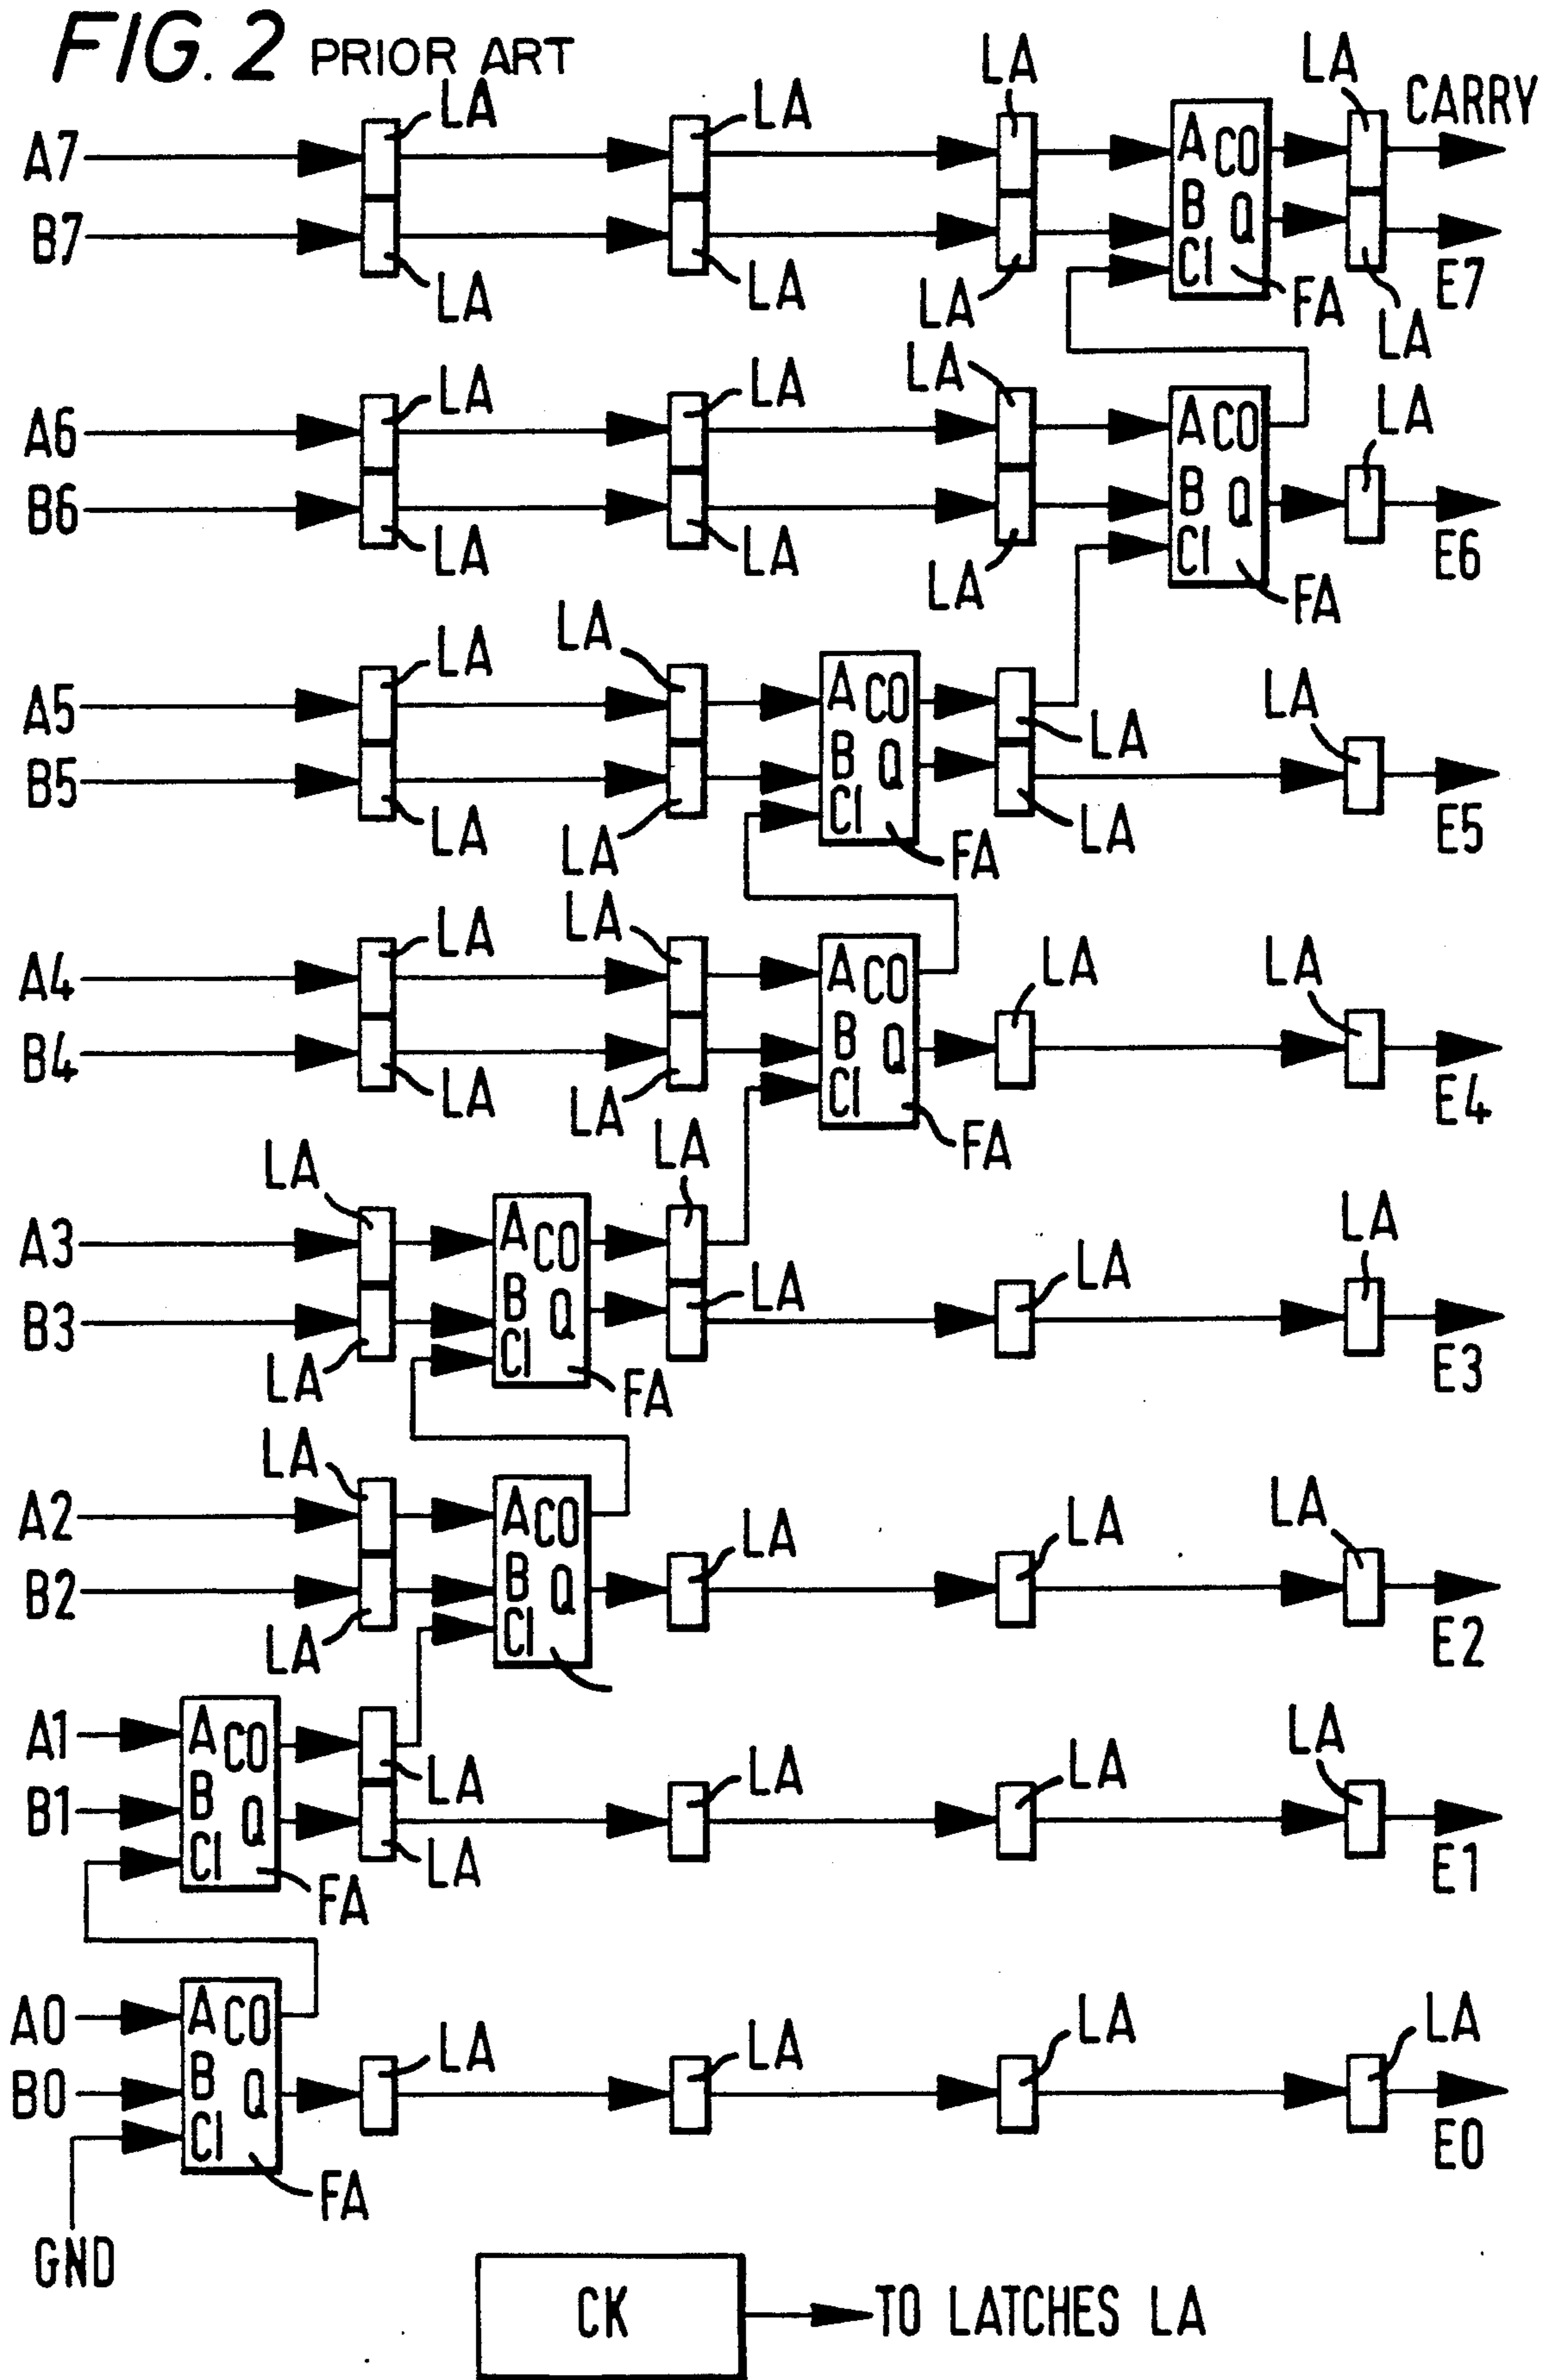 FIG. 2 PRIOR ART
LA LA LA LA CARRY
A7 A CO
B7 B Q
CI
LA LA LA FA LA E7
LA LA LA LA
A6 A CO
B6 B Q
CI
LA LA LA FA E6
LA LA LA
A5 A CO LA
B5 B Q
CI
LA LA FA LA E5
LA LA LA LA
A4 A CO
B4 B Q
CI
LA LA FA E4
LA LA LA
A3 A CO LA
B3 B Q LA
CI
LA FA E3
LA LA LA LA
A2 A CO
B2 B Q
CI
LA E2
A1 A CO LA LA LA LA
B1 B Q
CI
FA LA E1
A0 A CO LA LA LA LA
B0 B Q
CI
FA E0
GND
CK TO LATCHES LA